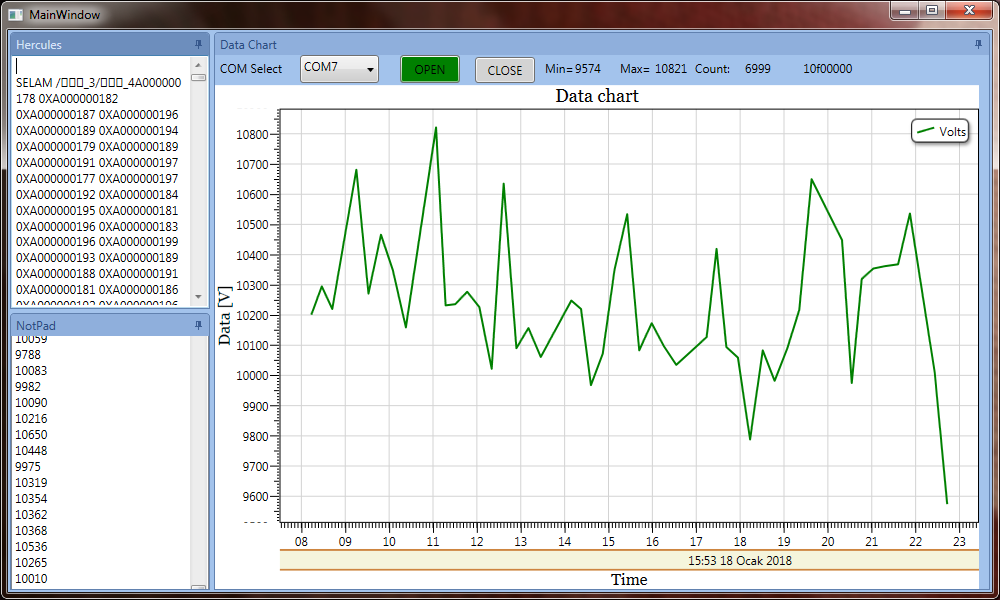 MainWindow
Hercules
SELAM /□□□_3/□□□_4A000000
178 0XA000000182
0XA000000187 0XA000000196
0XA000000189 0XA000000194
0XA000000179 0XA000000189
0XA000000191 0XA000000197
0XA000000177 0XA000000197
0XA000000192 0XA000000184
0XA000000195 0XA000000181
0XA000000196 0XA000000183
0XA000000196 0XA000000199
0XA000000193 0XA000000189
0XA000000188 0XA000000191
0XA000000181 0XA000000186
NotPad
10059
9788
10083
9982
10090
10216
10650
10448
9975
10319
10354
10362
10368
10536
10265
10010
Data Chart
COM Select COM7 OPEN CLOSE Min= 9574 Max= 10821 Count: 6999 10f00000
Data chart
Volts
Data [V]
10800
10700
10600
10500
10400
10300
10200
10100
10000
9900
9800
9700
9600
08 09 10 11 12 13 14 15 16 17 18 19 20 21 22 23
15:53 18 Ocak 2018
Time